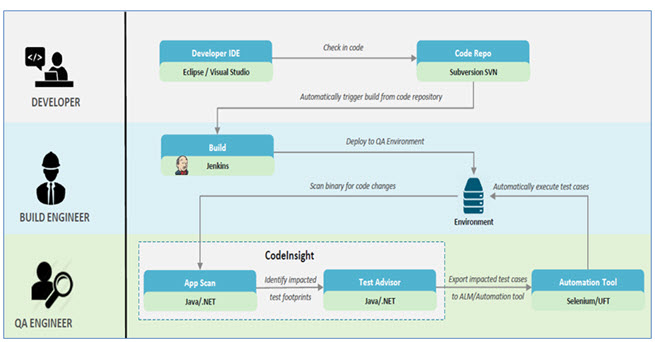 Developer IDE
Eclipse / Visual Studio
Check in code
Code Repo
Subversion SVN
DEVELOPER
Automatically trigger build from code repository
Build
Jenkins
Deploy to QA Environment
BUILD ENGINEER
Scan binary for code changes
Automatically execute test cases
Environment
CodeInsight
App Scan
Java/.NET
Identify impacted
test footprints
Test Advisor
Java/.NET
Export impacted test cases
to ALM/Automation tool
Automation Tool
Selenium/UFT
QA ENGINEER